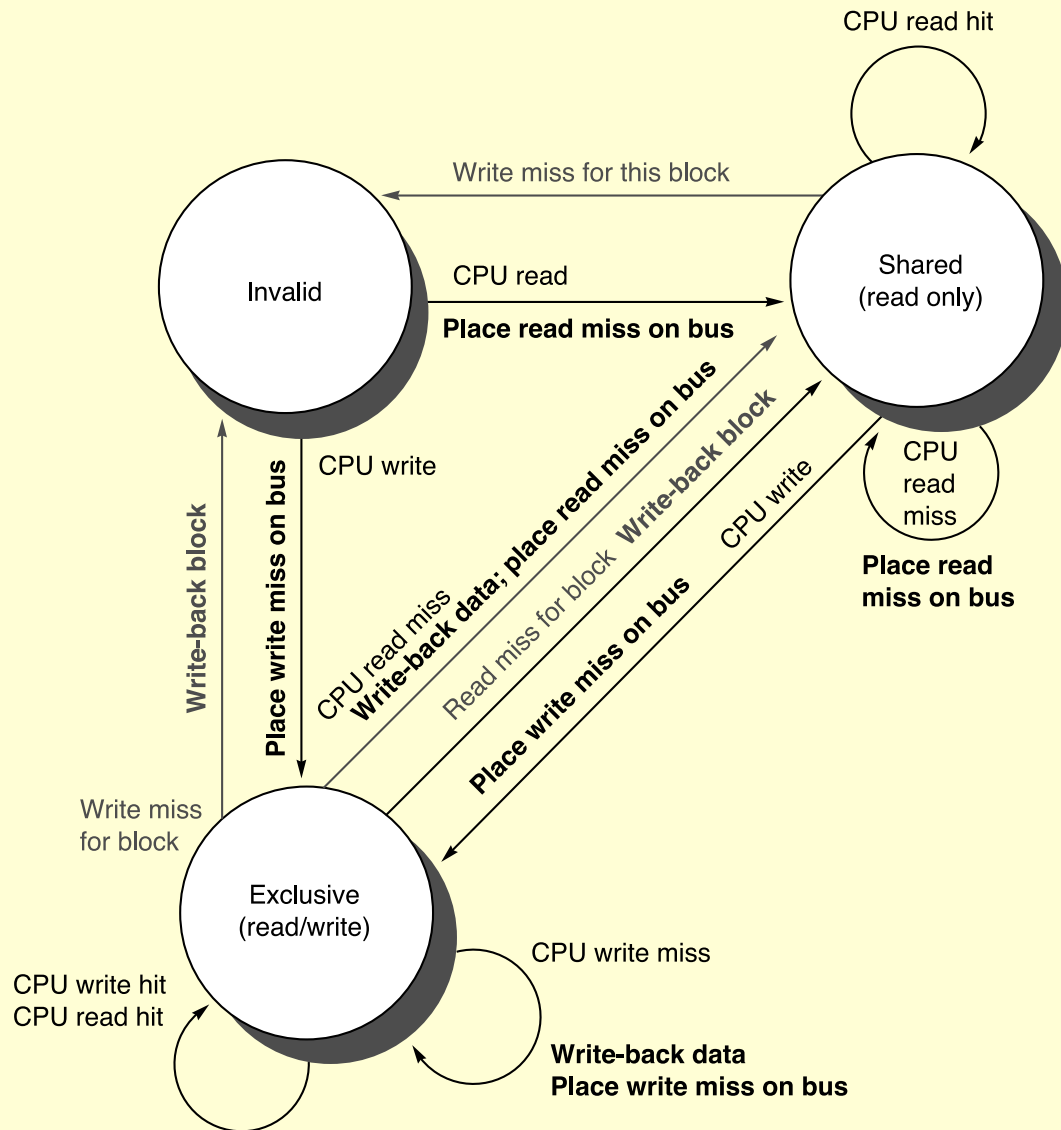 CPU read hit
Write miss for this block
Invalid
Shared
(read only)
CPU read
Place read miss on bus
CPU write
Place write miss on bus
Write-back block
Write miss
for block
CPU read miss
Write-back data; place read miss on bus
Read miss for block Write-back block
CPU write
Place write miss on bus
CPU
read
miss
Place read
miss on bus
Exclusive
(read/write)
CPU write hit
CPU read hit
CPU write miss
Write-back data
Place write miss on bus